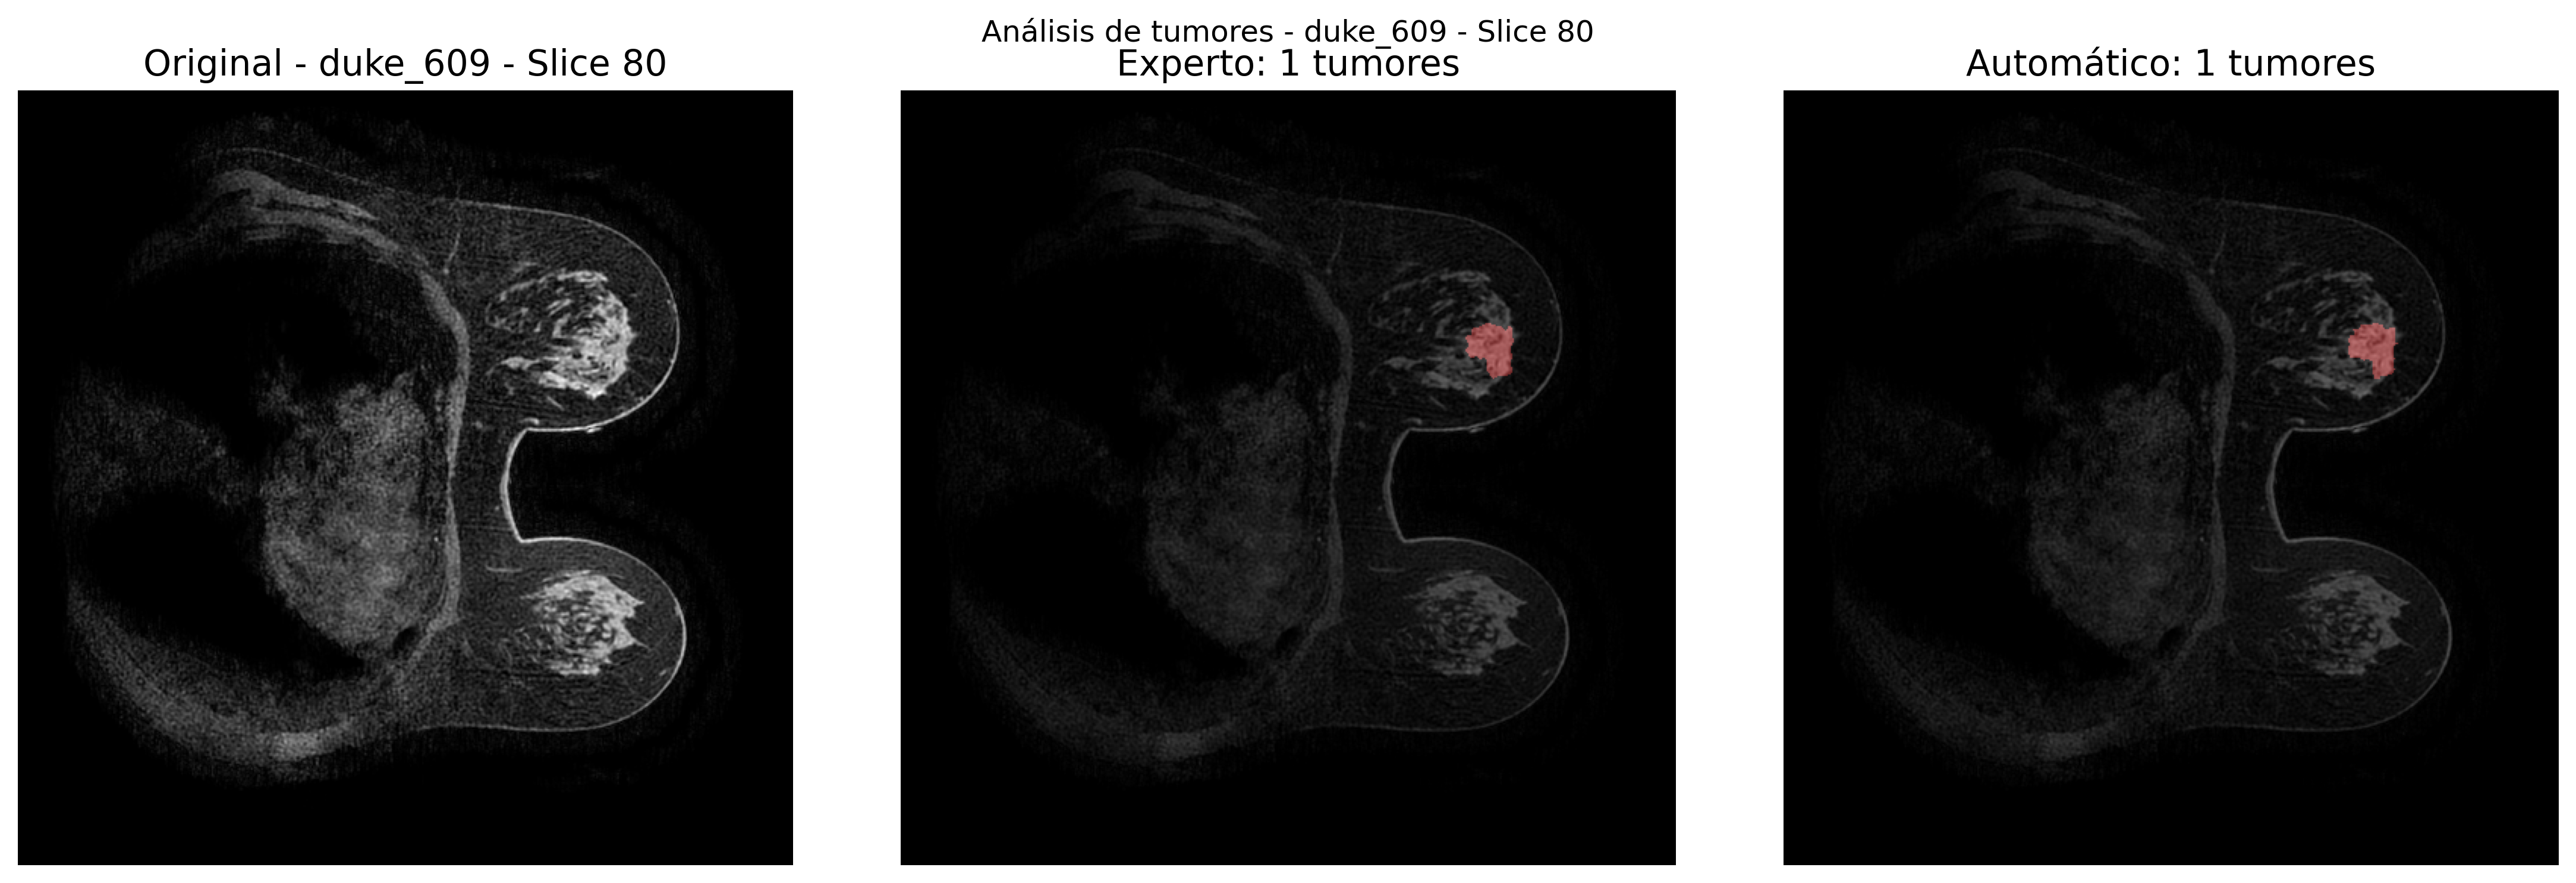 Análisis de tumores - duke_609 - Slice 80
Original - duke_609 - Slice 80
Experto: 1 tumores
Automático: 1 tumores